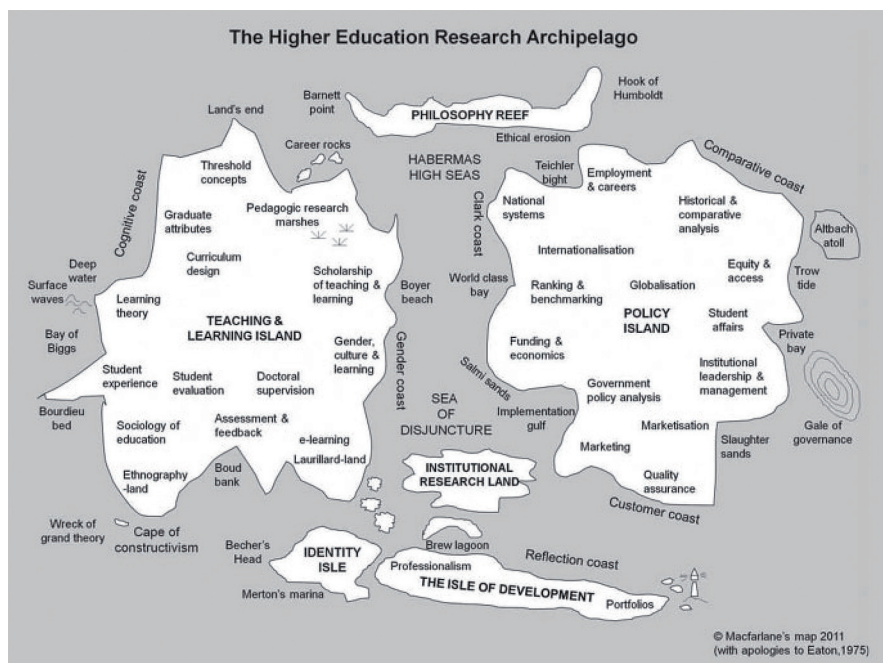 The Higher Education Research Archipelago
Barnett
point
PHILOSOPHY REEF
Hook of
Humboldt
Ethical erosion
Land's end
Career rocks
HABERMAS
HIGH SEAS
Cognitive coast
Threshold
concepts
Graduate
attributes
Pedagogic research
marshes
Curriculum
design
Deep
water
Surface
waves
Learning
theory
Scholarship
of teaching &
learning
Boyer
beach
TEACHING &
LEARNING ISLAND
Bay of
Biggs
Gender,
culture &
learning
Gender coast
Student
experience
Student
evaluation
Doctoral
supervision
Bourdieu
bed
Sociology of
education
Assessment &
feedback
e-learning
Laurillard-land
Ethnography
-land
Boud
bank
Wreck of
grand theory
Cape of
constructivism
Clark coast
Teichler
bight
Employment
& careers
Comparative coast
National
systems
Historical &
comparative
analysis
Altbach
atoll
Internationalisation
World class
bay
Ranking &
benchmarking
Globalisation
Equity &
access
Trow
tide
POLICY
ISLAND
Student
affairs
Funding &
economics
Private
bay
Salmi sands
Institutional
leadership &
management
Government
policy analysis
Implementation
gulf
Marketisation
Gale of
governance
Marketing
Slaughter
sands
Quality
assurance
Customer coast
SEA
OF
DISJUNCTURE
INSTITUTIONAL
RESEARCH LAND
Becher's
Head
IDENTITY
ISLE
Merton's marina
Brew lagoon
Reflection coast
Professionalism
THE ISLE OF DEVELOPMENT
Portfolios
© Macfarlane's map 2011
(with apologies to Eaton,1975)